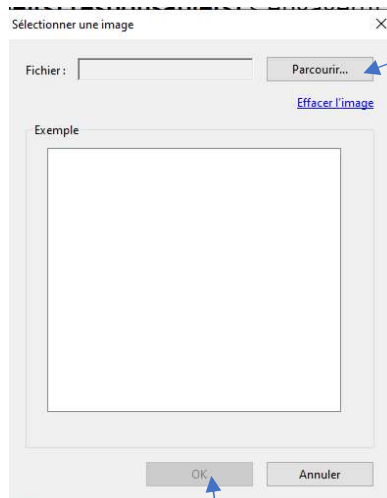 Sélectionner une image
Fichier : Parcourir...
Effacer l'image
Exemple
OK Annuler